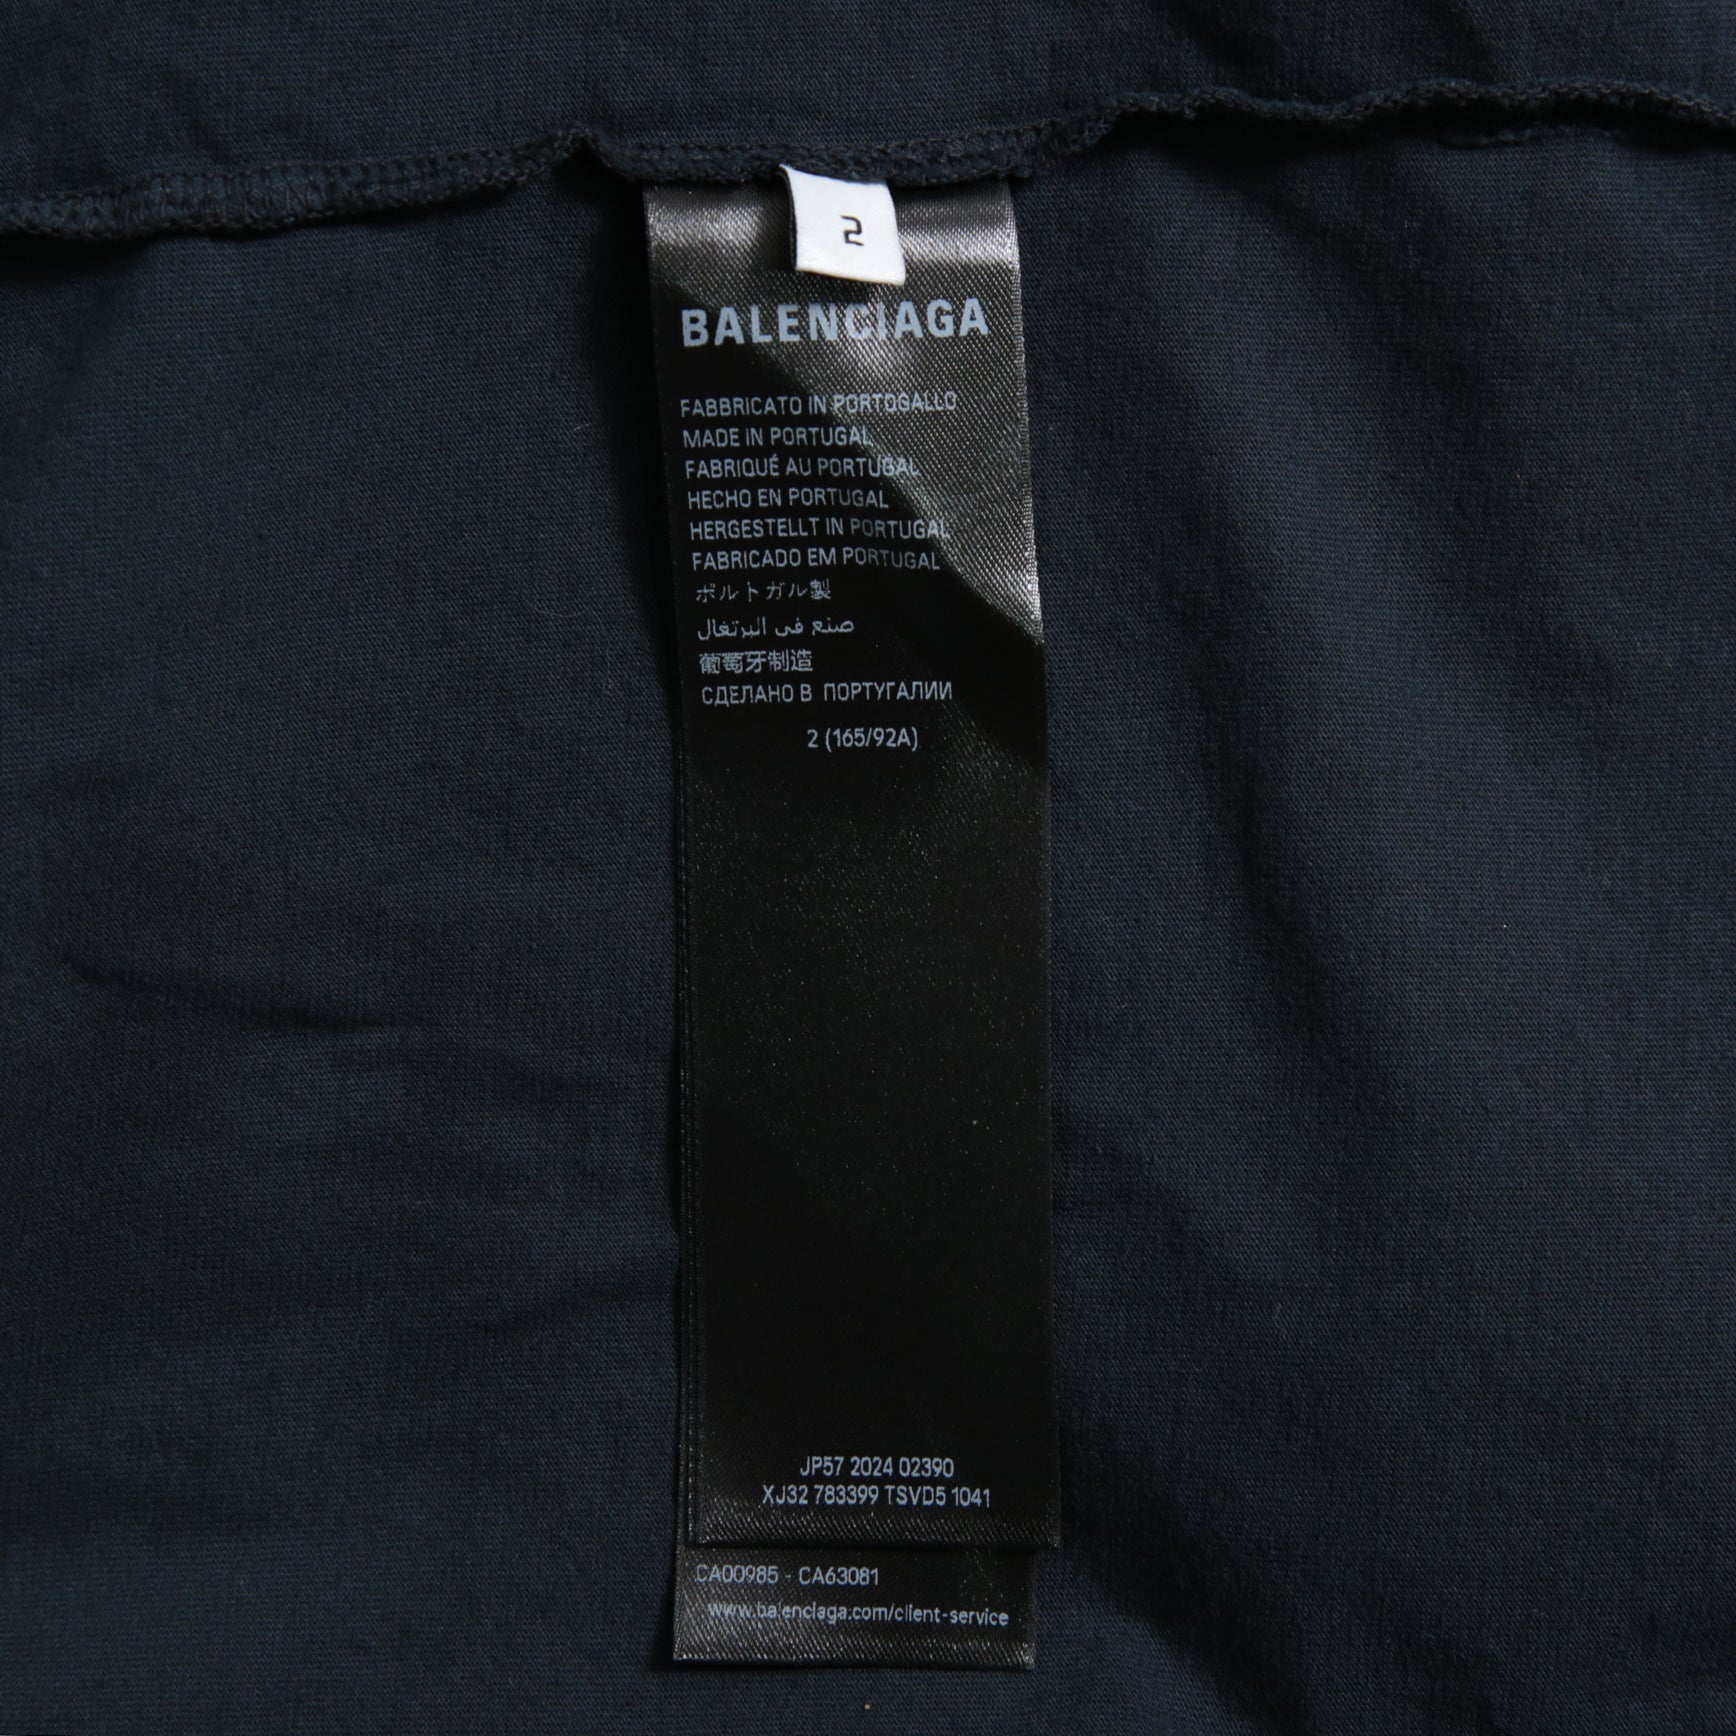 2
BALENCIAGA
FABBRICATO IN PORTOGALLO
MADE IN PORTUGAL
FABRIQUÉ AU PORTUGAL
HECHO EN PORTUGAL
HERGESTELLT IN PORTUGAL
FABRICADO EM PORTUGAL
ポルトガル製
صنع في البرتغال
葡萄牙制造
СДЕЛАНО В ПОРТУГАЛИИ
2 (165/92A)
JP57 2024 02390
XJ32 783399 TSVD5 1041
CA00985 - CA63081
www.balenciaga.com/client-service